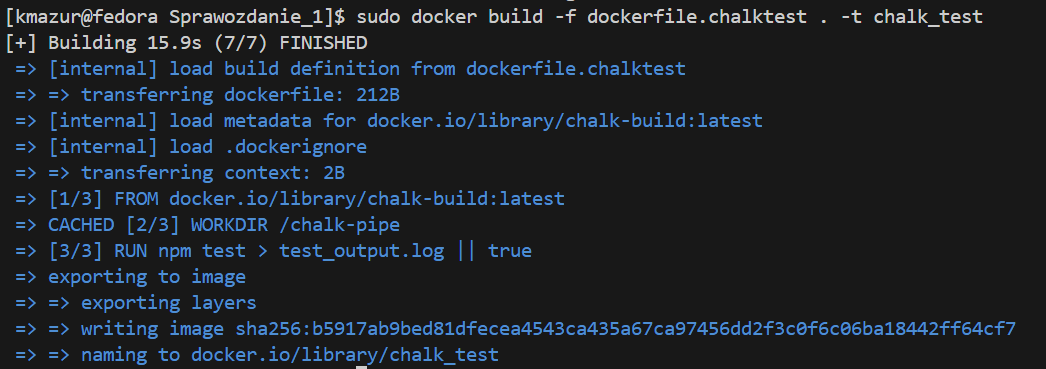 [kmazur@fedora Sprawozdanie_1]$ sudo docker build -f dockerfile.chalktest . -t chalk_test
[+] Building 15.9s (7/7) FINISHED
=> [internal] load build definition from dockerfile.chalktest
=> => transferring dockerfile: 212B
=> [internal] load metadata for docker.io/library/chalk-build:latest
=> [internal] load .dockerignore
=> => transferring context: 2B
=> [1/3] FROM docker.io/library/chalk-build:latest
=> CACHED [2/3] WORKDIR /chalk-pipe
=> [3/3] RUN npm test > test_output.log || true
=> exporting to image
=> => exporting layers
=> => writing image sha256:b5917ab9bed81dfecea4543ca435a67ca97456dd2f3c0f6c06ba18442ff64cf7
=> => naming to docker.io/library/chalk_test